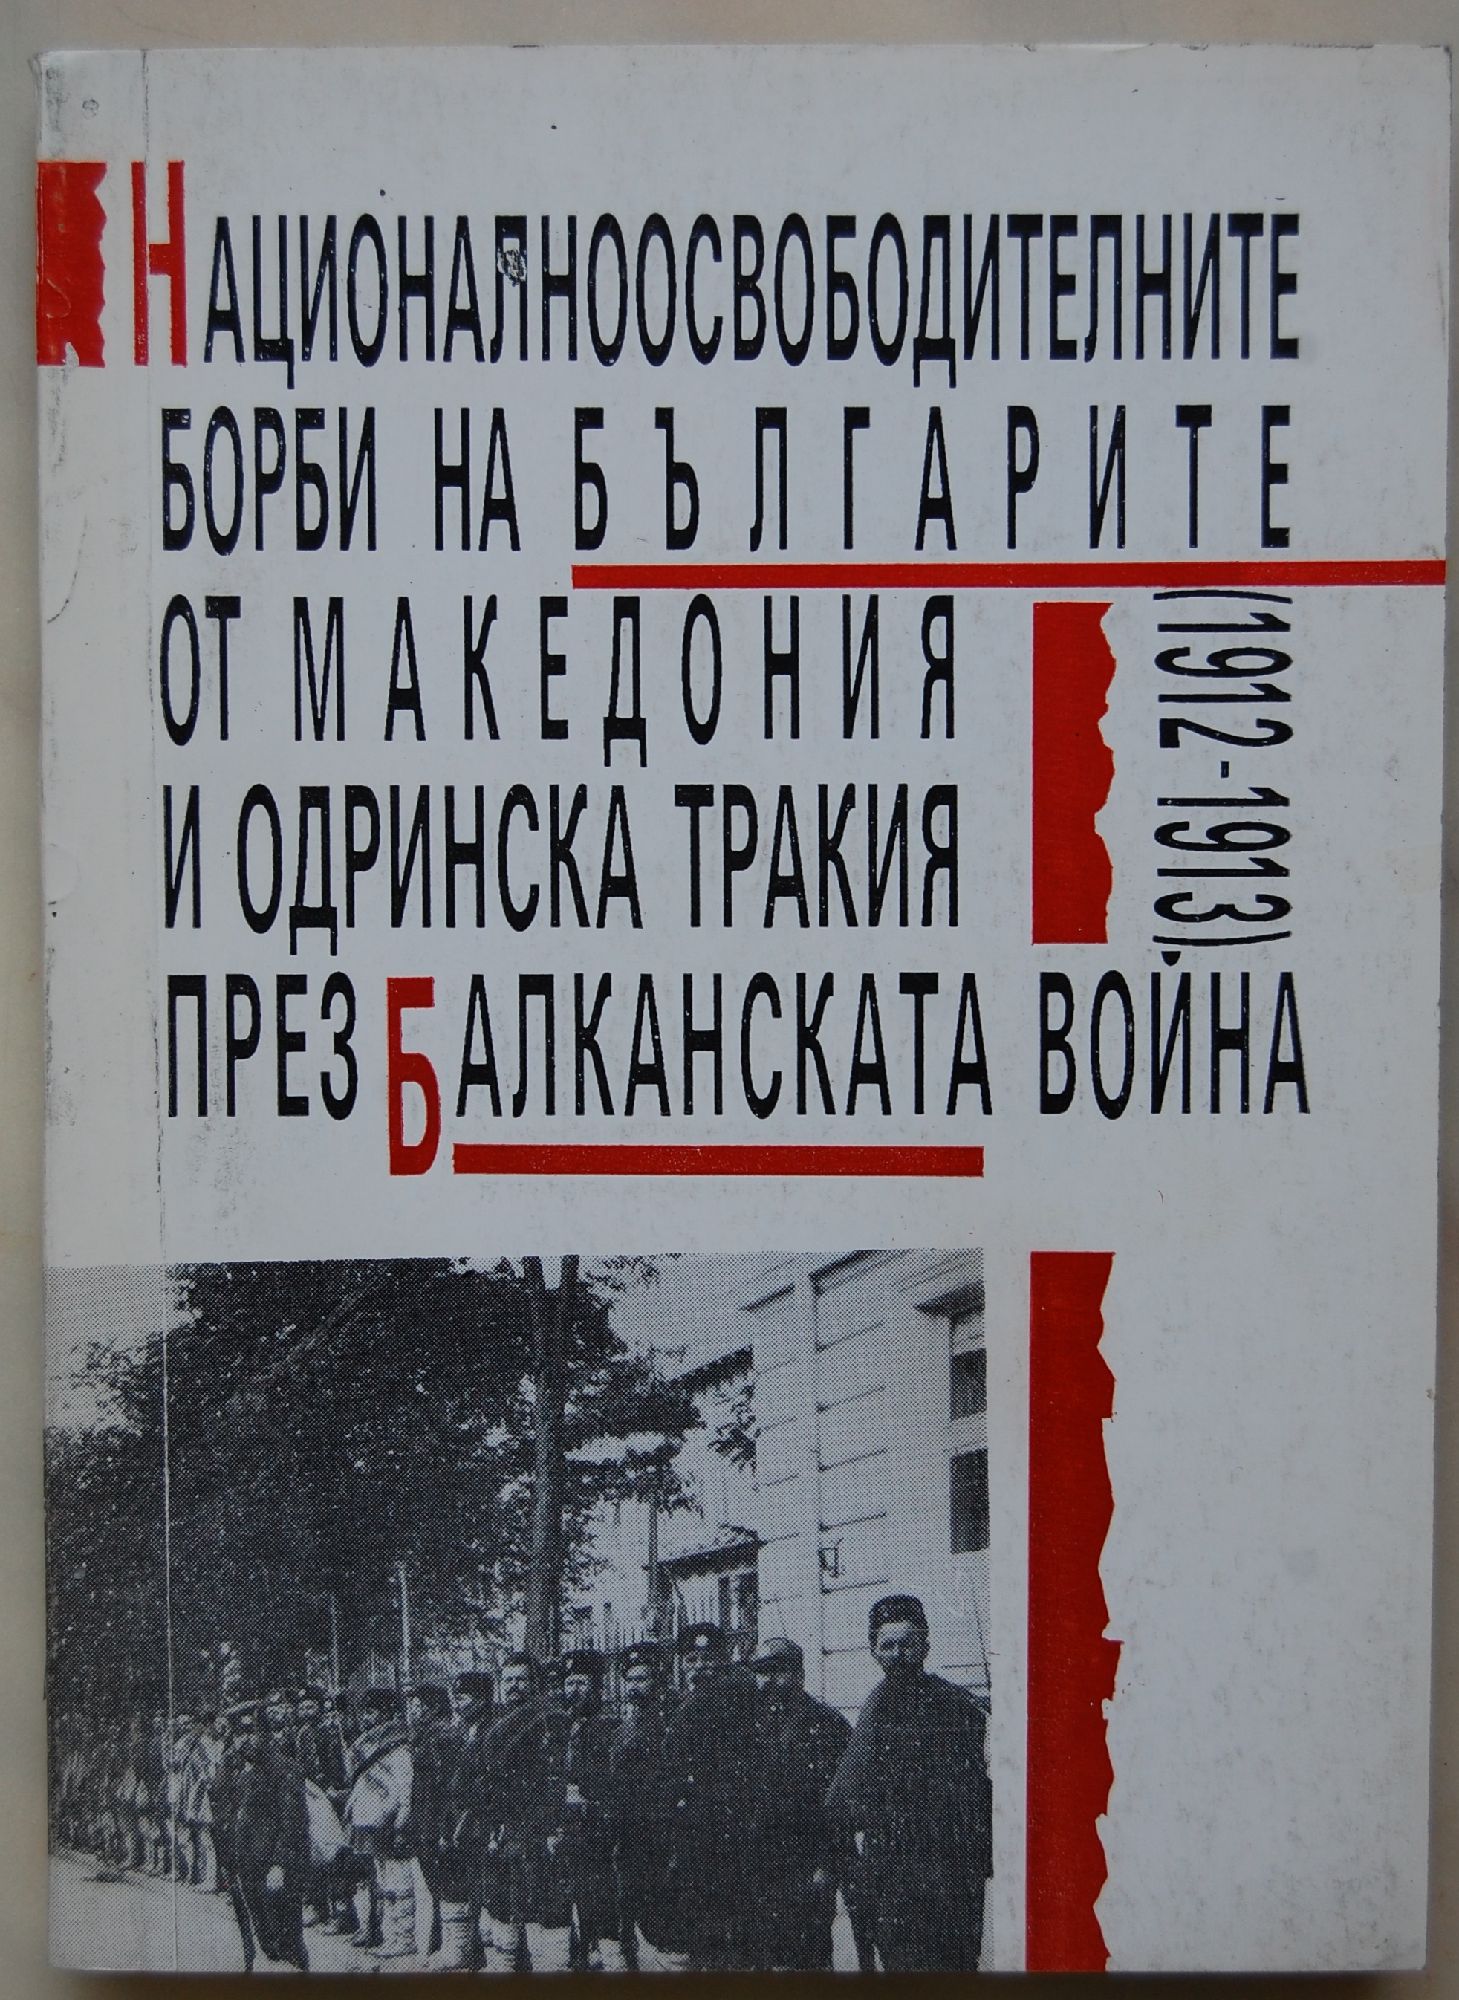 НАЦИОНАЛНООСВОБОДИТЕЛНИТЕ
БОРБИ НА БЪЛГАРИТЕ
ОТ МАКЕДОНИЯ
И ОДРИНСКА ТРАКИЯ
(1912-1913)
ПРЕЗ БАЛКАНСКАТА ВОЙНА